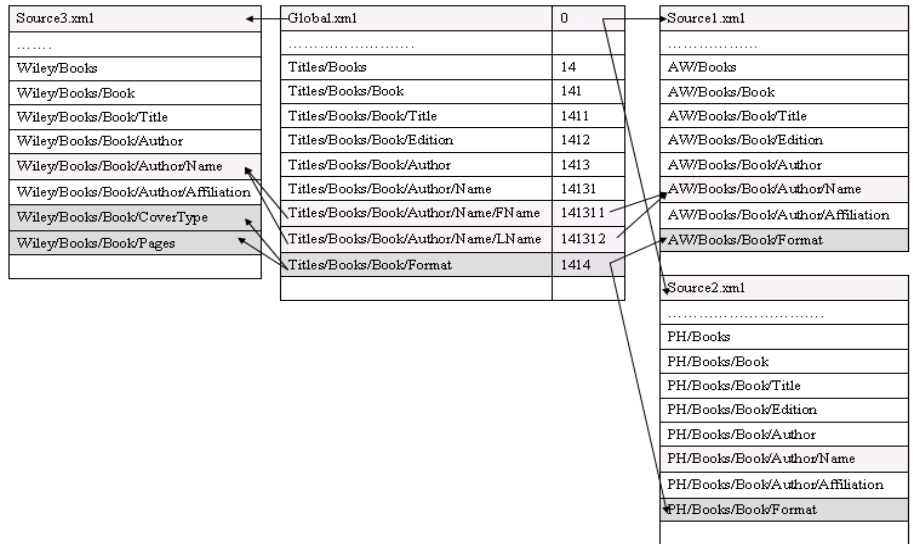 Source3.xml
.......
Wiley/Books
Wiley/Books/Book
Wiley/Books/Book/Title
Wiley/Books/Book/Author
Wiley/Books/Book/Author/Name
Wiley/Books/Book/Author/Affiliation
Wiley/Books/Book/CoverType
Wiley/Books/Book/Pages
Global.xml 0
........................
Titles/Books 14
Titles/Books/Book 141
Titles/Books/Book/Title 1411
Titles/Books/Book/Edition 1412
Titles/Books/Book/Author 1413
Titles/Books/Book/Author/Name 14131
Titles/Books/Book/Author/Name/FName 141311
Titles/Books/Book/Author/Name/LName 141312
Titles/Books/Book/Format 1414
Source1.xml
.................
AW/Books
AW/Books/Book
AW/Books/Book/Title
AW/Books/Book/Edition
AW/Books/Book/Author
AW/Books/Book/Author/Name
AW/Books/Book/Author/Affiliation
AW/Books/Book/Format
Source2.xml
..............................
PH/Books
PH/Books/Book
PH/Books/Book/Title
PH/Books/Book/Edition
PH/Books/Book/Author
PH/Books/Book/Author/Name
PH/Books/Book/Author/Affiliation
PH/Books/Book/Format